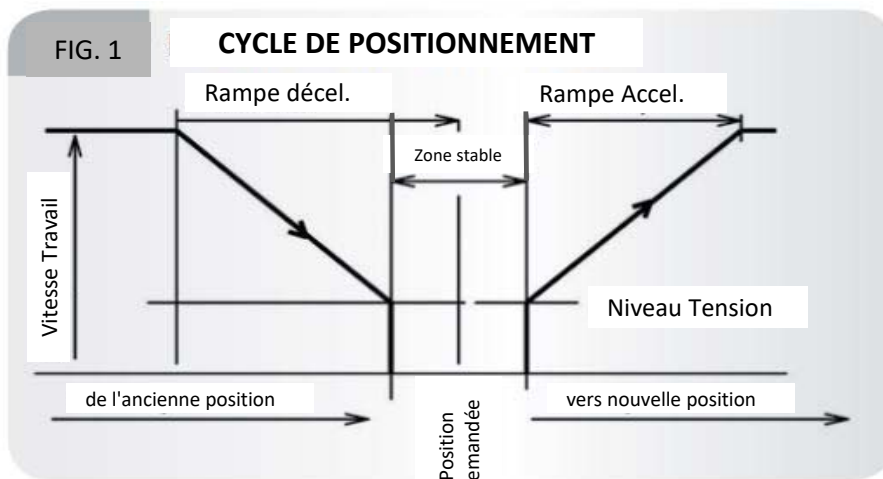 FIG. 1
CYCLE DE POSITIONNEMENT
Rampe décel.
Rampe Accel.
Zone stable
Vitesse Travail
Niveau Tension
de l'ancienne position
vers nouvelle position
Position
emandée